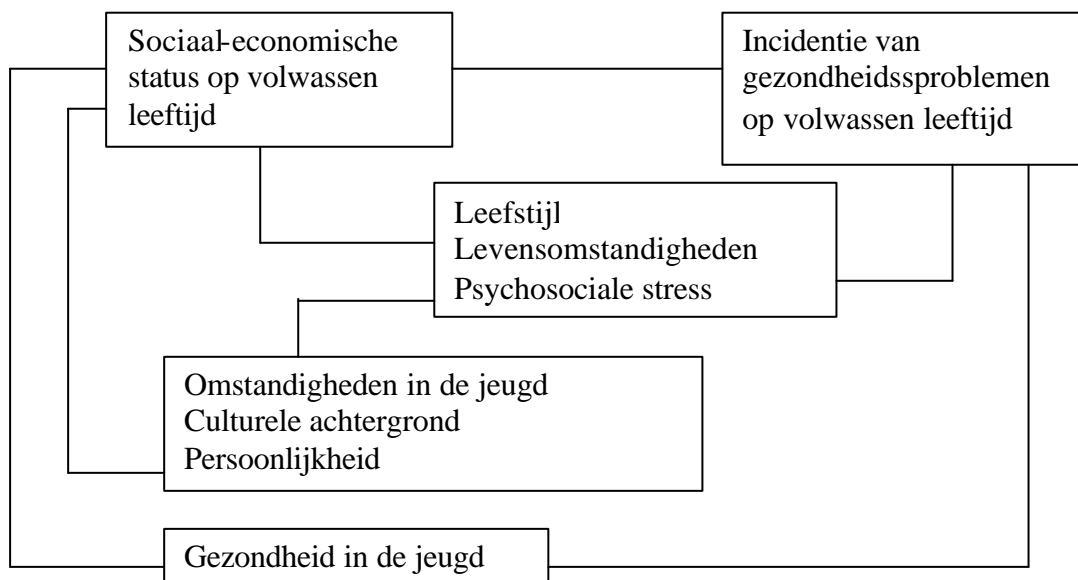 Sociaal-economische
status op volwassen
leeftijd
Incidentie van
gezondheidssproblemen
op volwassen leeftijd
Leefstijl
Levensomstandigheden
Psychosociale stress
Omstandigheden in de jeugd
Culturele achtergrond
Persoonlijkheid
Gezondheid in de jeugd